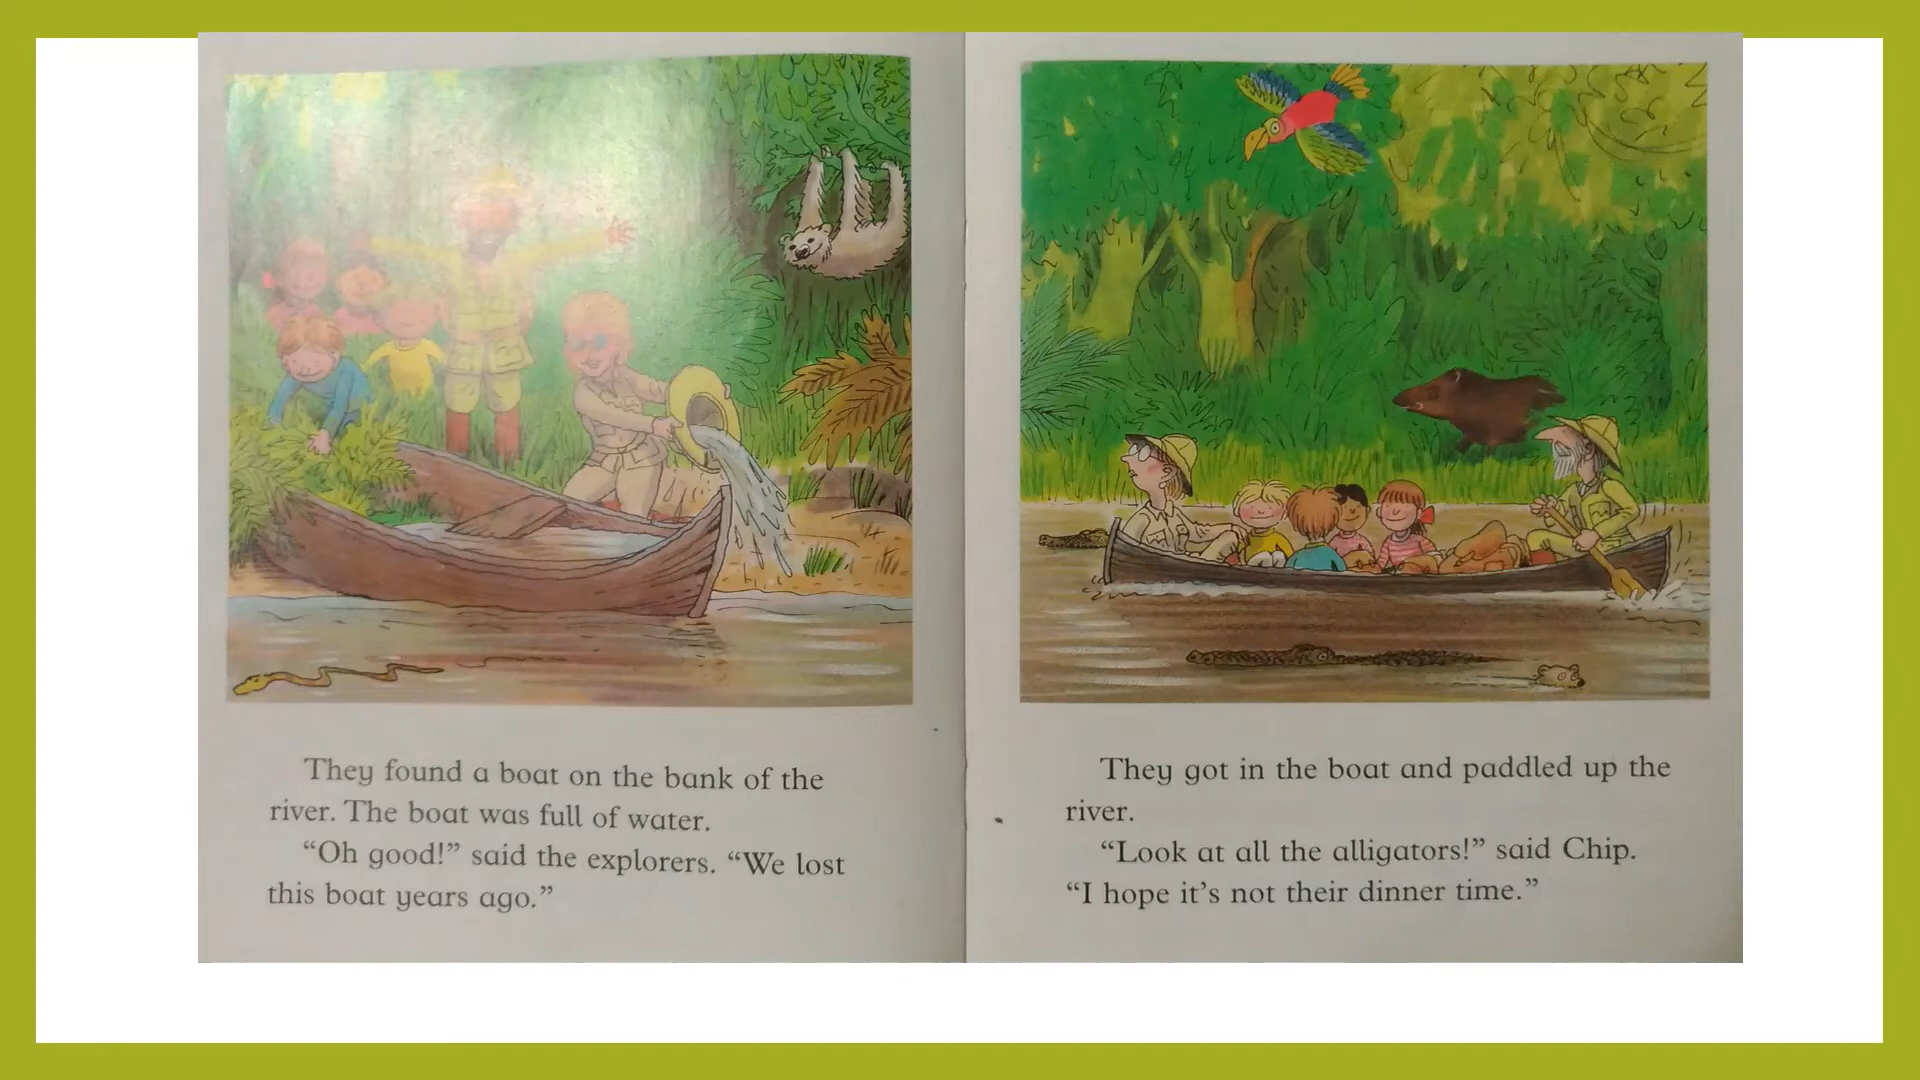 They found a boat on the bank of the
river. The boat was full of water.
“Oh good!” said the explorers. “We lost
this boat years ago.”
They got in the boat and paddled up the
river.
“Look at all the alligators!” said Chip.
“I hope it’s not their dinner time.”